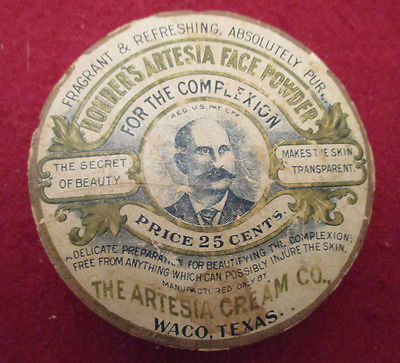 FRAGRANT & REFRESHING, ABSOLUTELY PUR
ARTESIA FACE POWDER
FOR THE COMPLEXION
REG. U.S. PAT. OFF
THE SECRET
OF BEAUTY
MAKES THE SKIN
TRANSPARENT.
PRICE 25 CENTS.
A DELICATE PREPARATION FOR BEAUTIFYING THE COMPLEXION,
FREE FROM ANYTHING WHICH CAN POSSIBLY INJURE THE SKIN.
MANUFACTURED ONLY BY
THE ARTESIA CREAM CO.,
WACO, TEXAS.